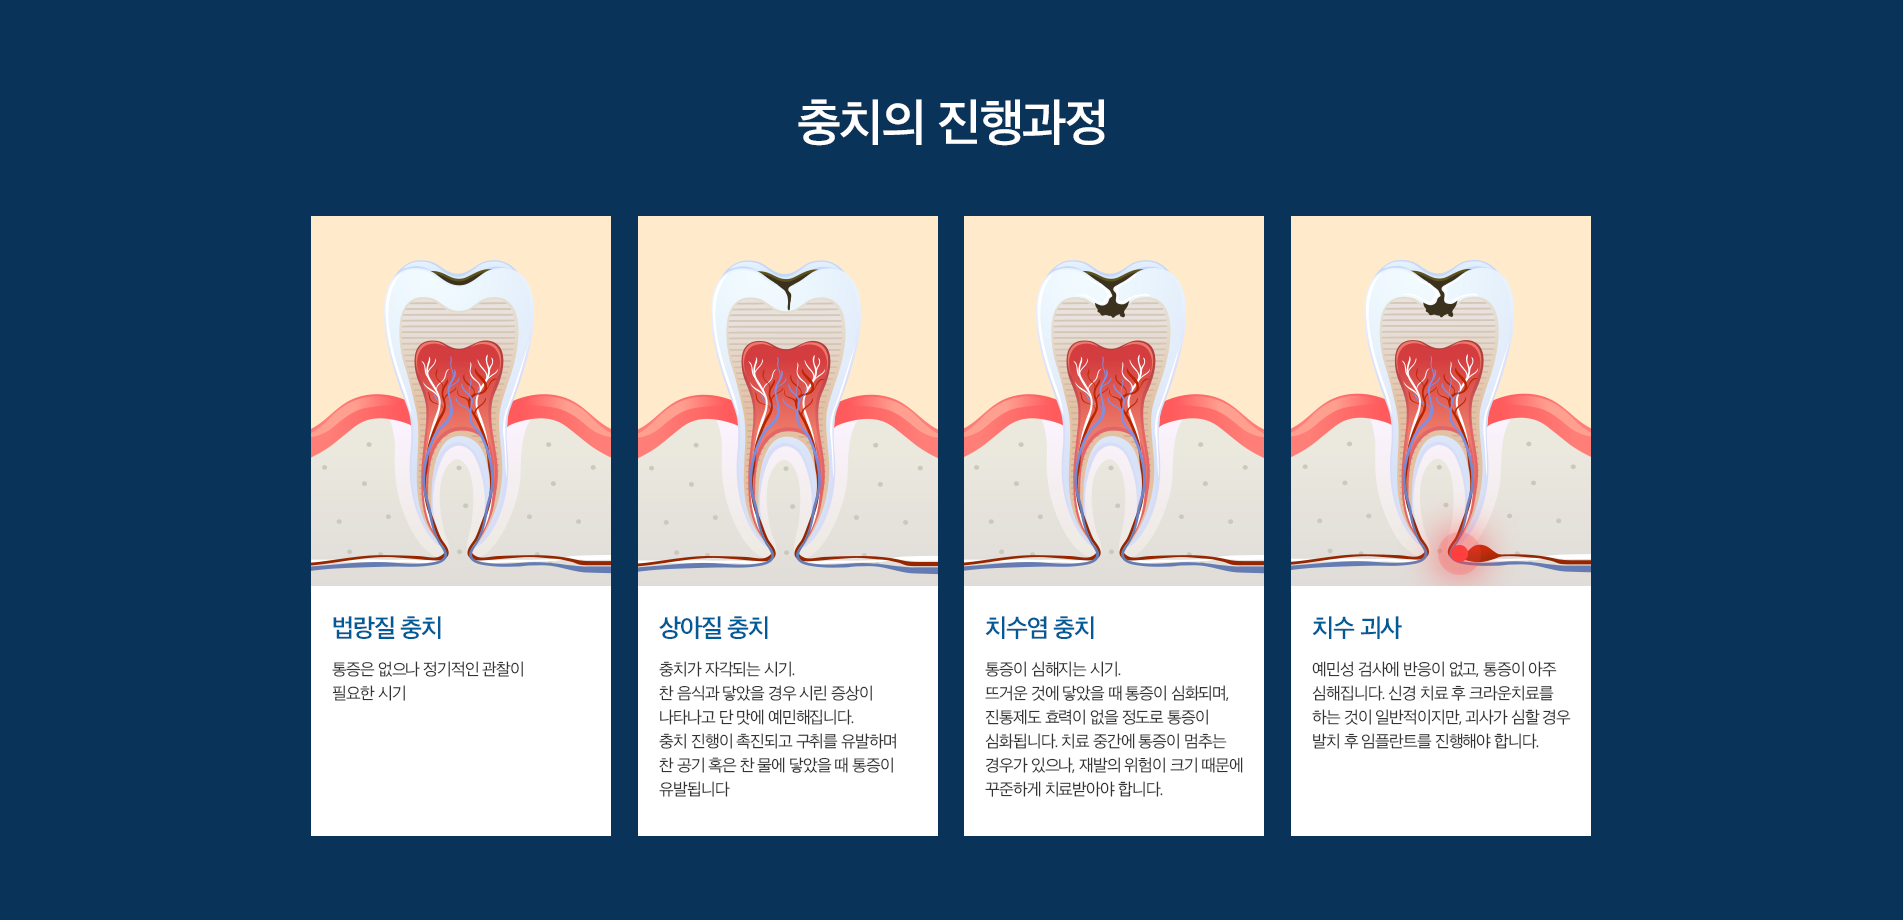 충치의 진행과정
법랑질 충치
통증은 없으나 정기적인 관찰이
필요한 시기
상아질 충치
충치가 자각되는 시기.
찬 음식과 닿았을 경우 시린 증상이
나타나고 단 맛에 예민해집니다.
충치 진행이 촉진되고 구취를 유발하며
찬 공기 혹은 찬 물에 닿았을 때 통증이
유발됩니다
치수염 충치
통증이 심해지는 시기.
뜨거운 것에 닿았을 때 통증이 심화되며,
진통제도 효력이 없을 정도로 통증이
심화됩니다. 치료 중간에 통증이 멈추는
경우가 있으나, 재발의 위험이 크기 때문에
꾸준하게 치료받아야 합니다.
치수 괴사
예민성 검사에 반응이 없고, 통증이 아주
심해집니다. 신경 치료 후 크라운치료를
하는 것이 일반적이지만, 괴사가 심할 경우
발치 후 임플란트를 진행해야 합니다.